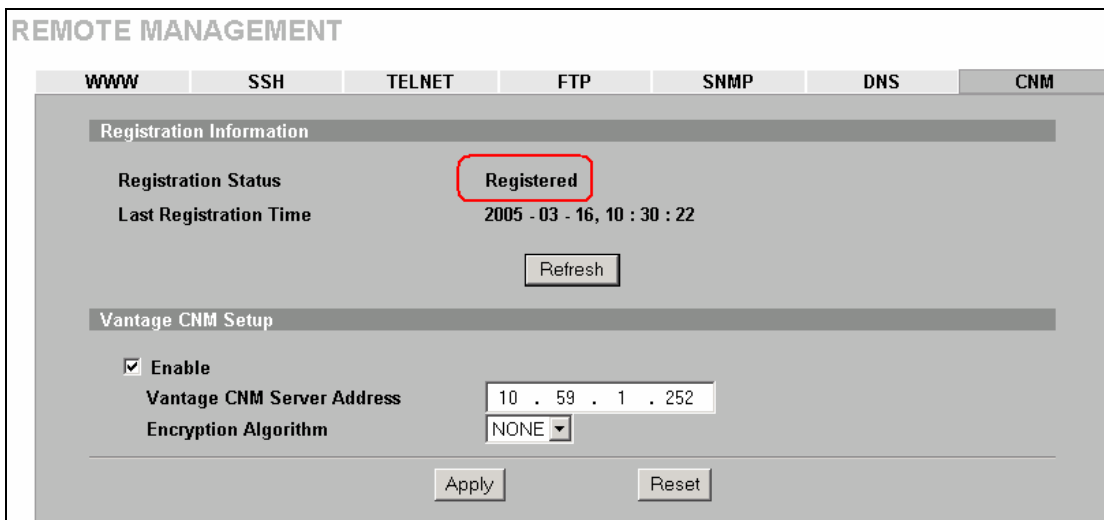 REMOTE MANAGEMENT
WWW SSH TELNET FTP SNMP DNS CNM
Registration Information
Registration Status Registered
Last Registration Time 2005 - 03 - 16, 10 : 30 : 22
Refresh
Vantage CNM Setup
Enable
Vantage CNM Server Address 10 . 59 . 1 . 252
Encryption Algorithm NONE
Apply Reset